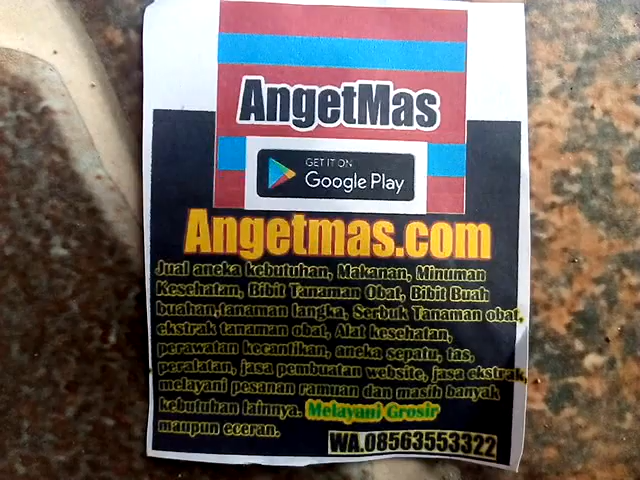 AngetMas
GET IT ON
Google Play
Angetmas.com
Jual aneka kebutuhan, Makanan, Minuman
Kesehatan, Bibit Tanaman Obat, Bibit Buah
buahan,tanaman langka, Serbuk Tanaman obat,
ekstrak tanaman obat, Alat kesehatan,
perawatan kecantikan, aneka sepatu, tas,
peralatan, jasa pembuatan website, jasa ekstrak,
melayani pesanan ramuan dan masih banyak
kebutuhan lainnya. Melayani Grosir
maupun eceran.
WA.08563553322